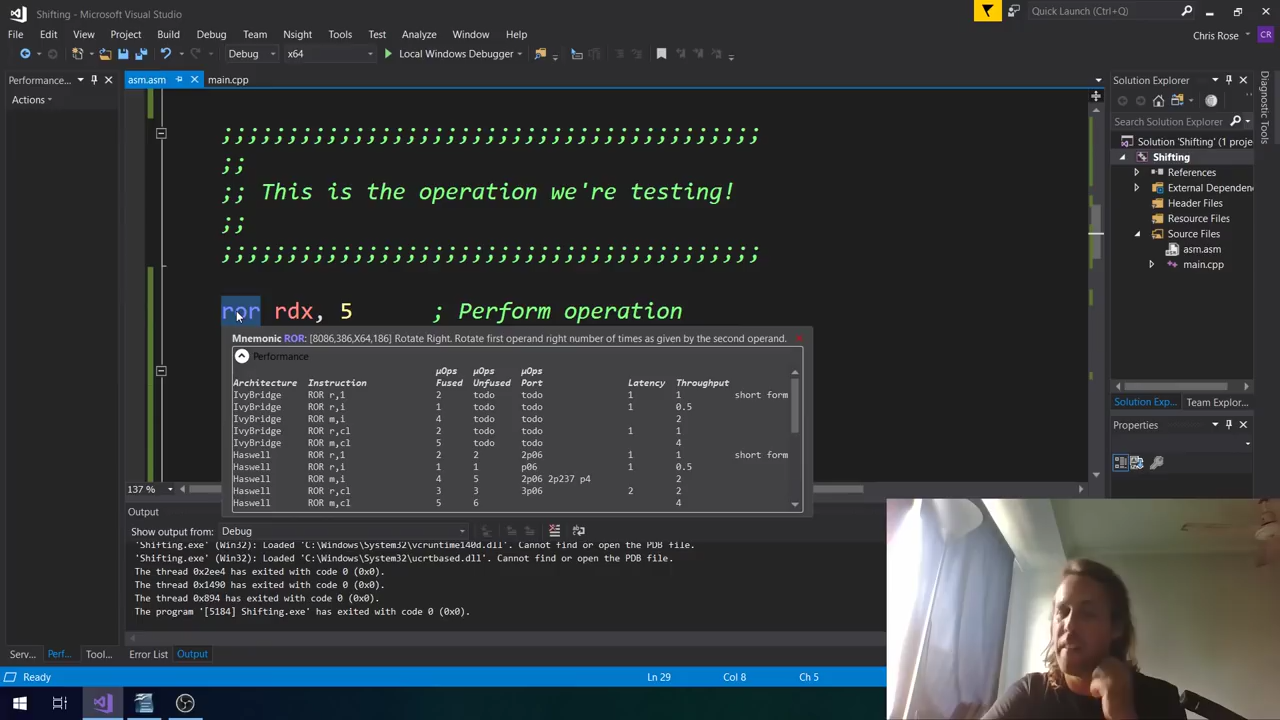 Shifting - Microsoft Visual Studio
Quick Launch (Ctrl+Q)
File Edit View Project Build Debug Team Nsight Tools Test Analyze Window Help
Chris Rose
CR
Debug x64 Local Windows Debugger
Performance...
Actions
asm.asm main.cpp
;;;;;;;;;;;;;;;;;;;;;;;;;;;;;;;;;;;;;;;;;
;;
;; This is the operation we're testing!
;;
;;;;;;;;;;;;;;;;;;;;;;;;;;;;;;;;;;;;;;;;;
ror rdx, 5 ; Perform operation
Mnemonic ROR: [8086,386,X64,186] Rotate Right. Rotate first operand right number of times as given by the second operand.
Performance
µOps µOps µOps
Fused Unfused Port
Architecture Instruction Latency Throughput
IvyBridge ROR r,1 2 todo todo 1 1 short form
IvyBridge ROR r,i 1 todo todo 1 0.5
IvyBridge ROR m,i 4 todo todo 2
IvyBridge ROR r,cl 2 todo todo 1 1
IvyBridge ROR m,cl 5 todo todo 4
Haswell ROR r,1 2 2 2p06 1 1 short form
Haswell ROR r,i 1 1 p06 1 0.5
Haswell ROR m,i 4 5 2p06 2p237 p4 2
Haswell ROR r,cl 3 3 3p06 2 2
Haswell ROR m,cl 5 6 4
137 %
Output
Show output from: Debug
'Shifting.exe' (Win32): Loaded 'C:\Windows\System32\vcruntime140d.dll'. Cannot find or open the PDB file.
'Shifting.exe' (Win32): Loaded 'C:\Windows\System32\ucrtbased.dll'. Cannot find or open the PDB file.
The thread 0x2ee4 has exited with code 0 (0x0).
The thread 0x1490 has exited with code 0 (0x0).
The thread 0x894 has exited with code 0 (0x0).
The program '[5184] Shifting.exe' has exited with code 0 (0x0).
Serv... Perf... Tool... Error List Output
Solution Explorer
Search Solution Explorer
Solution 'Shifting' (1 proje
Shifting
References
External Dependenc
Header Files
Resource Files
Source Files
asm.asm
main.cpp
Solution Exp... Team Explor...
Properties
Diagnostic Tools
Ready Ln 29 Col 8 Ch 5